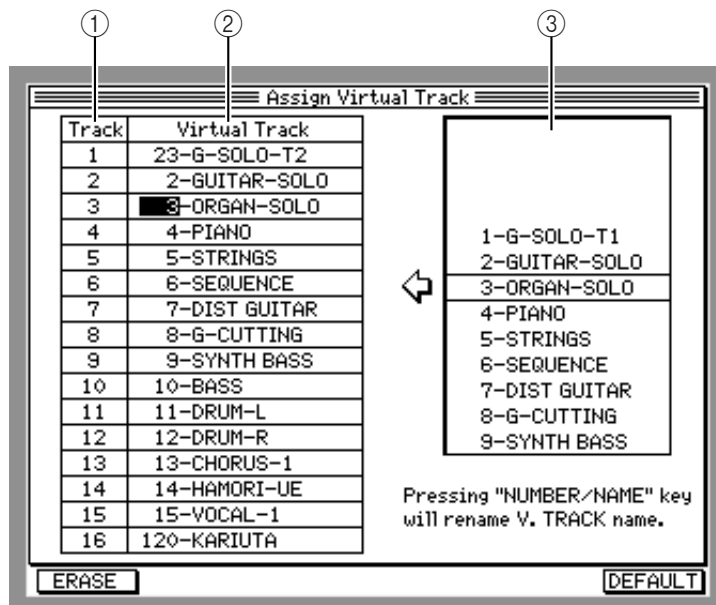 ① ② ③
Assign Virtual Track
Track Virtual Track
1 23-G-SOLO-T2
2 2-GUITAR-SOLO
3 3-ORGAN-SOLO
4 4-PIANO
5 5-STRINGS
6 6-SEQUENCE
7 7-DIST GUITAR
8 8-G-CUTTING
9 9-SYNTH BASS
10 10-BASS
11 11-DRUM-L
12 12-DRUM-R
13 13-CHORUS-1
14 14-HAMORI-UE
15 15-VOCAL-1
16 120-KARIUTA
1-G-SOLO-T1
2-GUITAR-SOLO
3-ORGAN-SOLO
4-PIANO
5-STRINGS
6-SEQUENCE
7-DIST GUITAR
8-G-CUTTING
9-SYNTH BASS
Pressing "NUMBER/NAME" key
will rename V. TRACK name.
ERASE DEFAULT